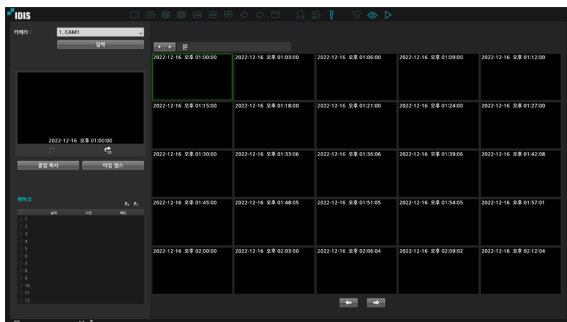 IDIS
카메라 :
1, CAM1
달력
분
2022-12-16 오후 01:00:00
2022-12-16 오후 01:03:00
2022-12-16 오후 01:06:00
2022-12-16 오후 01:09:00
2022-12-16 오후 01:12:00
2022-12-16 오후 01:15:00
2022-12-16 오후 01:18:00
2022-12-16 오후 01:21:00
2022-12-16 오후 01:24:00
2022-12-16 오후 01:27:00
2022-12-16 오후 01:00:00
클립 복사
타임 랩스
2022-12-16 오후 01:30:00
2022-12-16 오후 01:33:06
2022-12-16 오후 01:36:06
2022-12-16 오후 01:39:06
2022-12-16 오후 01:42:08
북마크
날짜
시간
메모
2022-12-16 오후 01:45:00
2022-12-16 오후 01:48:05
2022-12-16 오후 01:51:05
2022-12-16 오후 01:54:05
2022-12-16 오후 01:57:01
2022-12-16 오후 02:00:00
2022-12-16 오후 02:03:00
2022-12-16 오후 02:06:04
2022-12-16 오후 02:09:02
2022-12-16 오후 02:12:04
1
2
3
4
5
6
7
8
9
10
11
12